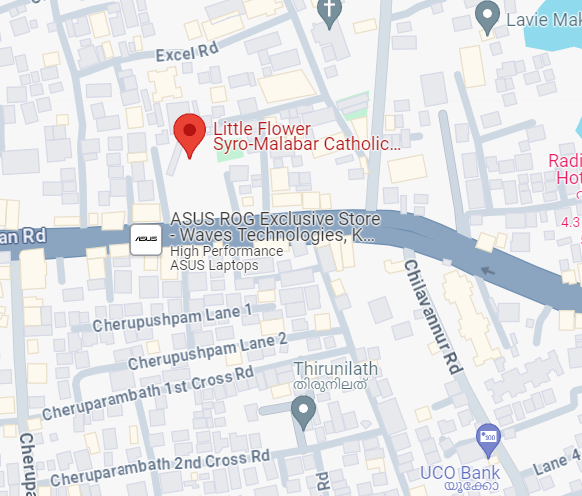 Excel Rd
Lavie Mak
Little Flower
Syro-Malabar Catholic...
Radi
Hot
4.3
an Rd
ASUS
ASUS ROG Exclusive Store
- Waves Technologies, K...
High Performance
ASUS Laptops
Chilavannur Rd
Cherupushpam Lane 1
Cherupushpam Lane 2
Thirunilath
തിരുനിലത്
Cheruparambath 1st Cross Rd
Cherupa
Cheruparambath 2nd Cross Rd
Rd
UCO Bank
യൂക്കോ
Lane 4